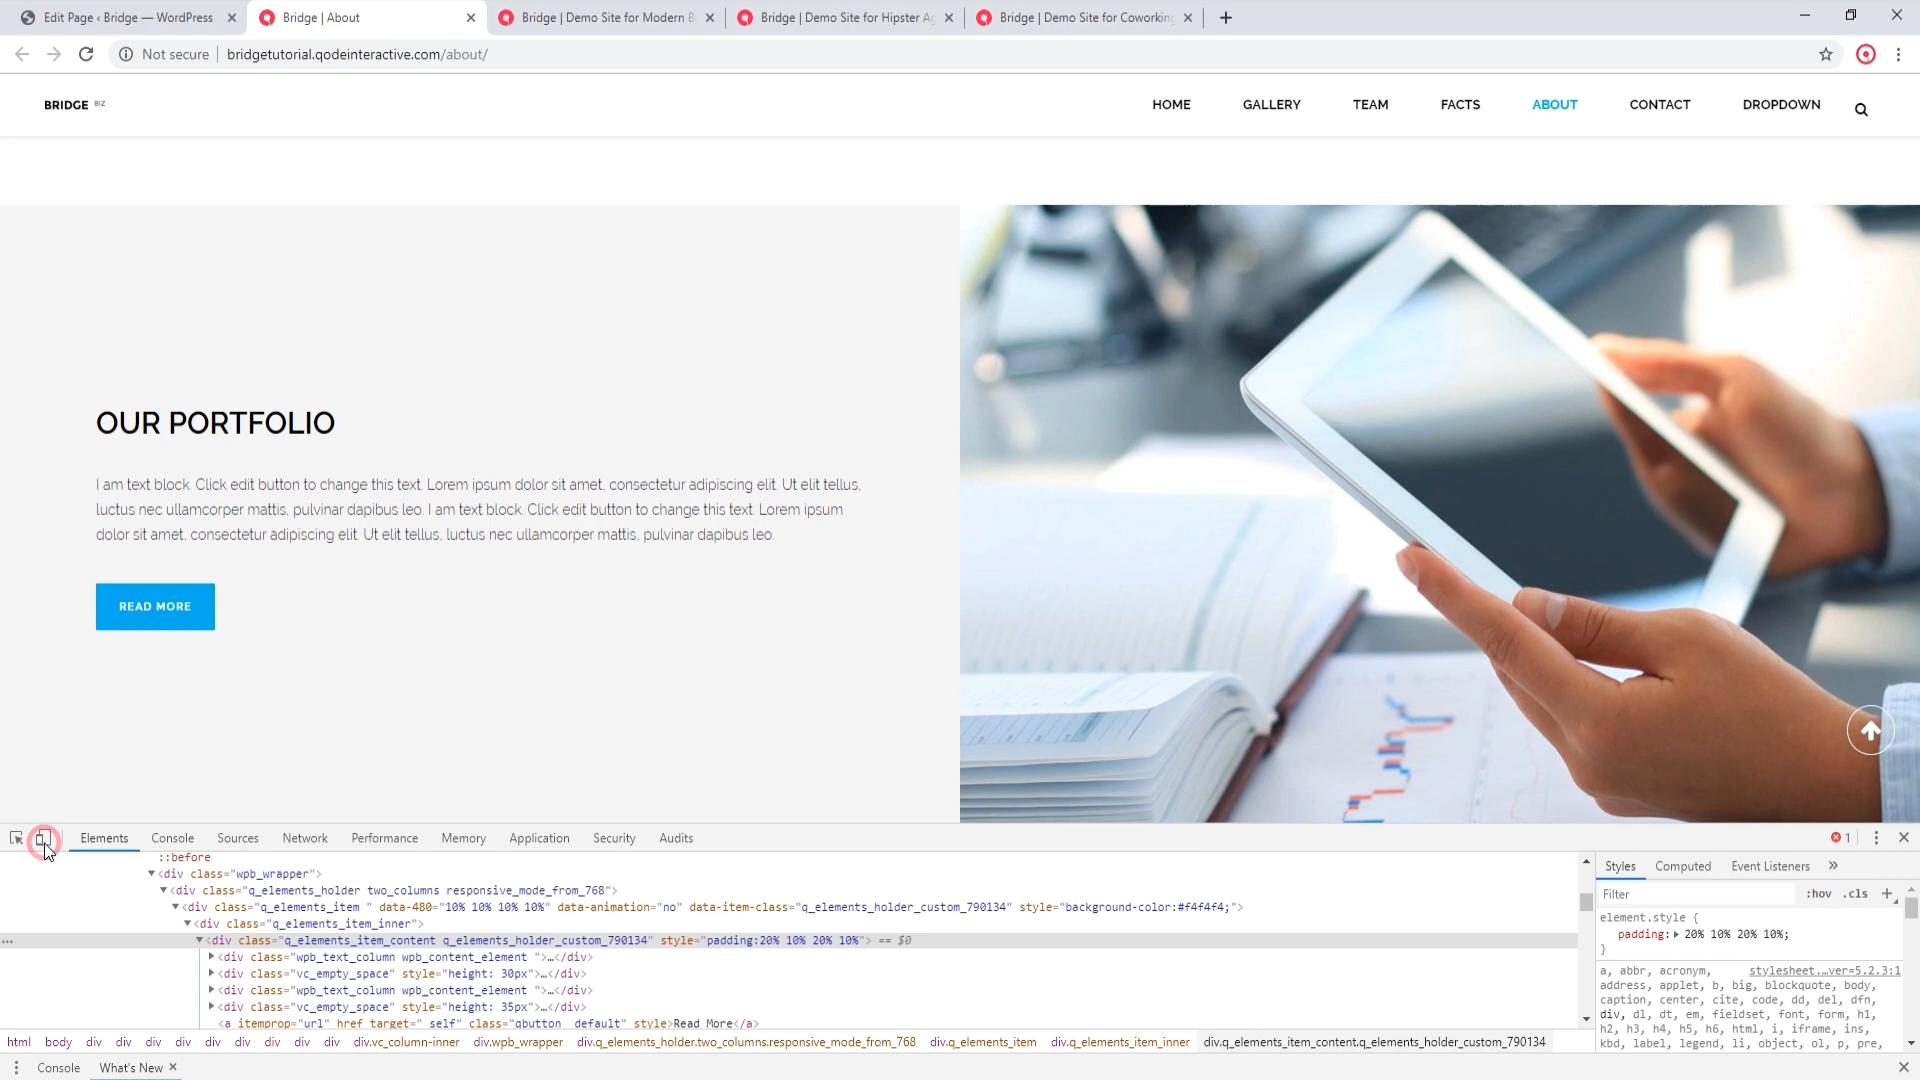 Edit Page ‹ Bridge — WordPress
Bridge | About
Bridge | Demo Site for Modern B
Bridge | Demo Site for Hipster Ag
Bridge | Demo Site for Coworking
Not secure
bridgetutorial.qodeinteractive.com/about/
BRIDGE BIZ
HOME
GALLERY
TEAM
FACTS
ABOUT
CONTACT
DROPDOWN
OUR PORTFOLIO
I am text block. Click edit button to change this text. Lorem ipsum dolor sit amet, consectetur adipiscing elit. Ut elit tellus,
luctus nec ullamcorper mattis, pulvinar dapibus leo. I am text block. Click edit button to change this text. Lorem ipsum
dolor sit amet, consectetur adipiscing elit. Ut elit tellus, luctus nec ullamcorper mattis, pulvinar dapibus leo.
READ MORE
Elements
Console
Sources
Network
Performance
Memory
Application
Security
Audits
1
::before
<div class="wpb_wrapper">
<div class="q_elements_holder two_columns responsive_mode_from_768">
<div class="q_elements_item " data-480="10% 10% 10% 10%" data-animation="no" data-item-class="q_elements_holder_custom_790134" style="background-color:#f4f4f4;">
<div class="q_elements_item_inner">
<div class="q_elements_item_content q_elements_holder_custom_790134" style="padding:20% 10% 20% 10%"> == $0
<div class="wpb_text_column wpb_content_element ">…</div>
<div class="vc_empty_space" style="height: 30px">…</div>
<div class="wpb_text_column wpb_content_element ">…</div>
<div class="vc_empty_space" style="height: 35px">…</div>
<a itemprop="url" href target="_self" class="qbutton  default" style>Read More</a>
html
body
div
div
div
div
div
div
div
div
div
div.vc_column-inner
div.wpb_wrapper
div.q_elements_holder.two_columns.responsive_mode_from_768
div.q_elements_item
div.q_elements_item_inner
div.q_elements_item_content.q_elements_holder_custom_790134
Styles
Computed
Event Listeners
»
Filter
:hov
.cls
+
element.style {
padding: 20% 10% 20% 10%;
}
a, abbr, acronym, stylesheet.…ver=5.2.3:1
address, applet, b, big, blockquote, body,
caption, center, cite, code, dd, del, dfn,
div, dl, dt, em, fieldset, font, form, h1,
h2, h3, h4, h5, h6, html, i, iframe, ins,
kbd, label, legend, li, object, ol, p, pre,
Console
What's New